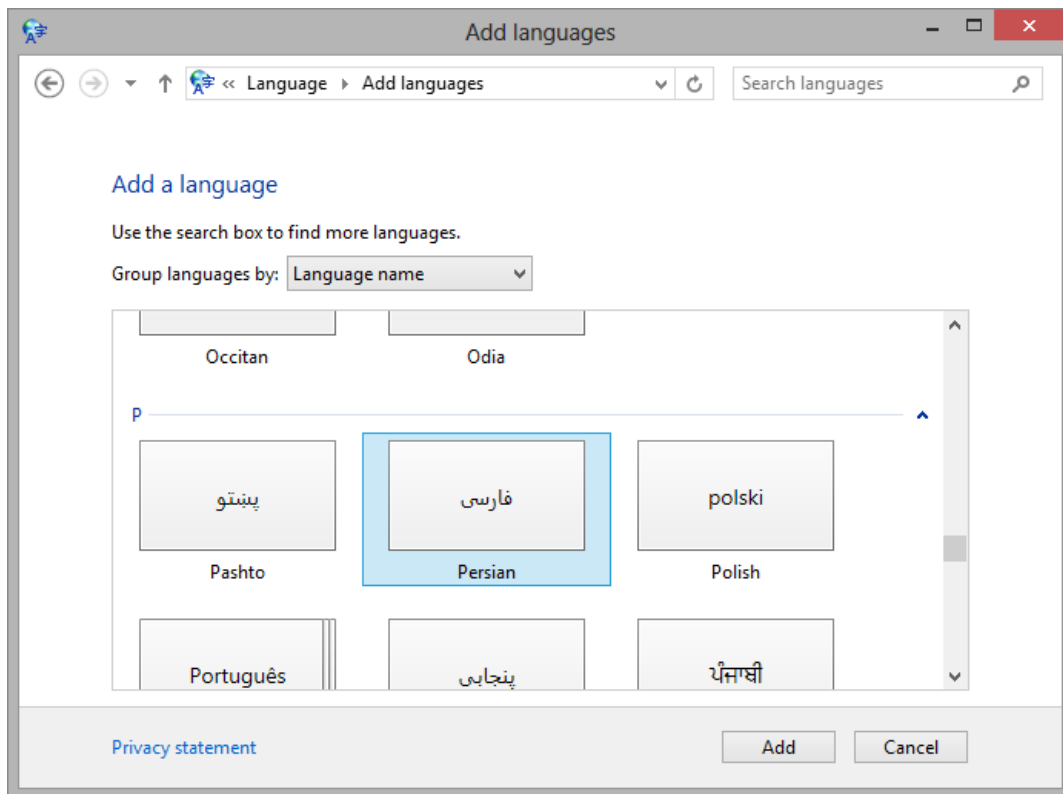 Add languages
« Language Add languages
Search languages
Add a language
Use the search box to find more languages.
Group languages by: Language name
Occitan Odia
P
پښتو فارسی polski
Pashto Persian Polish
Português پنجابی ਪੰਜਾਬੀ
Privacy statement Add Cancel